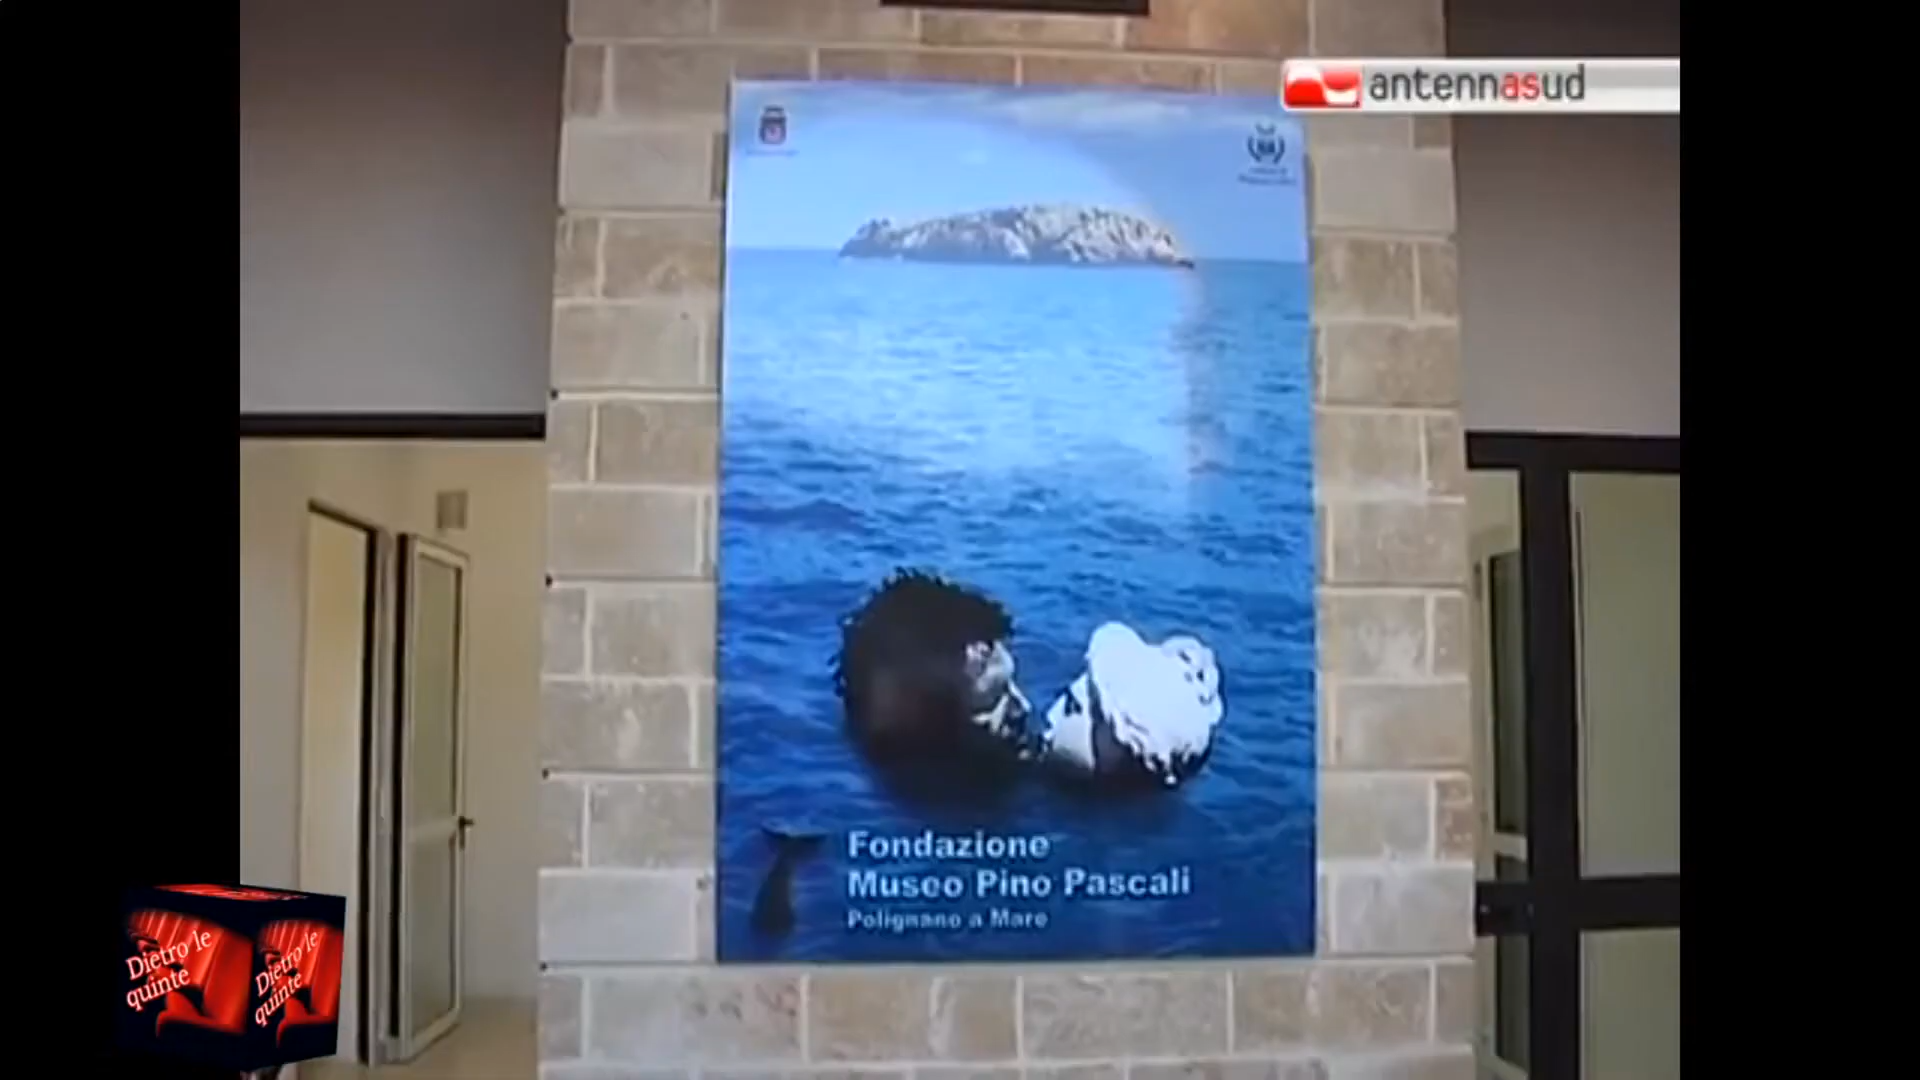 antennasud
Fondazione
Museo Pino Pascali
Polignano a Mare
Dietro le
quinte
Dietro le
quinte